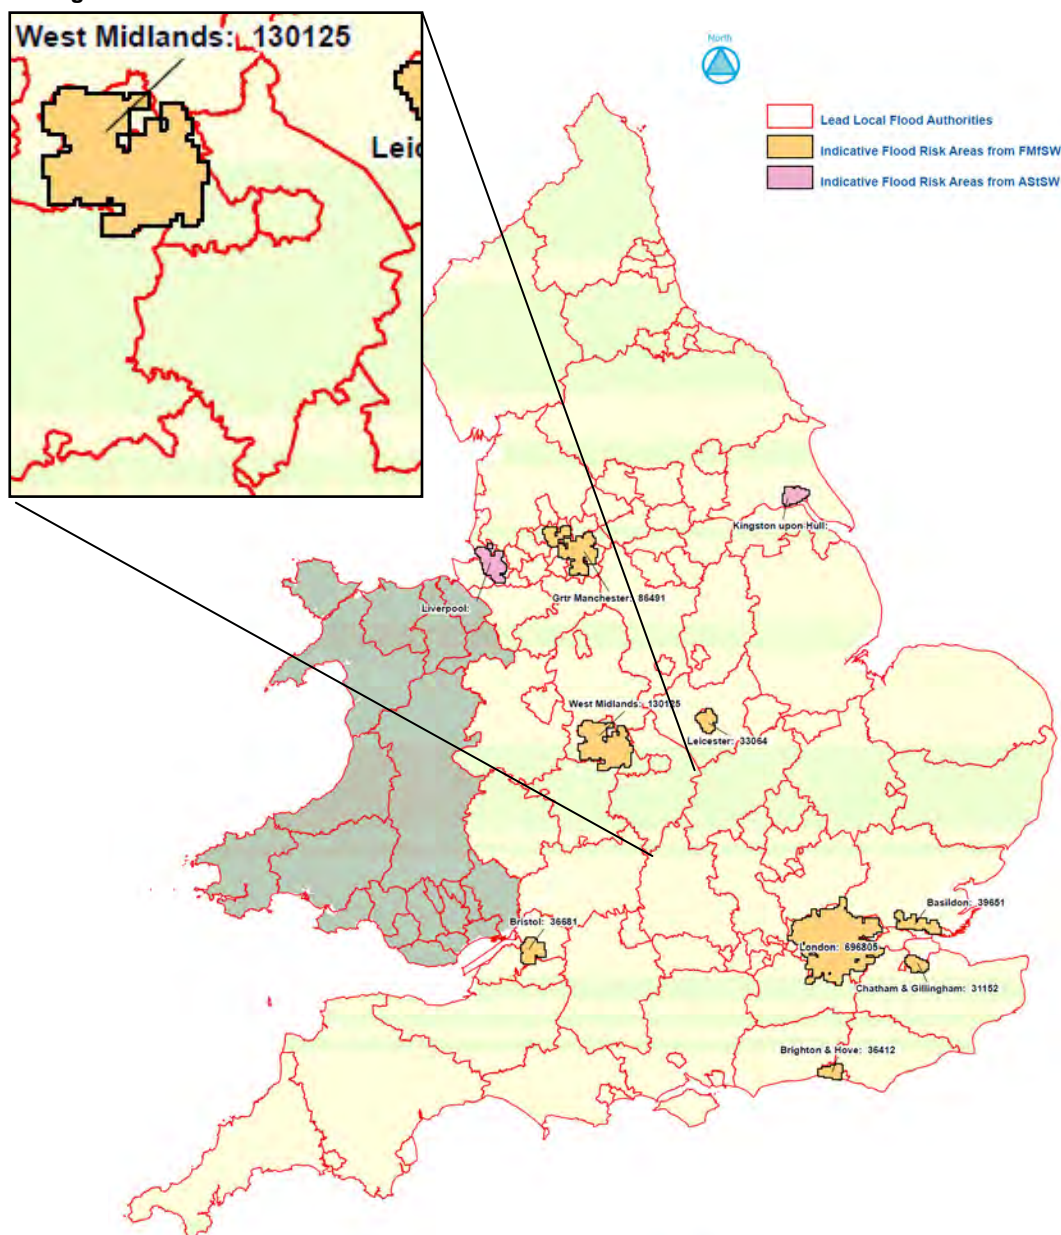 West Midlands: 130125
Leic
North
Lead Local Flood Authorities
Indicative Flood Risk Areas from FMfSW
Indicative Flood Risk Areas from AStSW
Kingston upon Hull:
Grtr Manchester: 86491
Liverpool:
West Midlands: 130125
Leicester: 33064
Basildon: 39651
Bristol: 36681
London: 696805
Chatham & Gillingham: 31152
Brighton & Hove: 36412